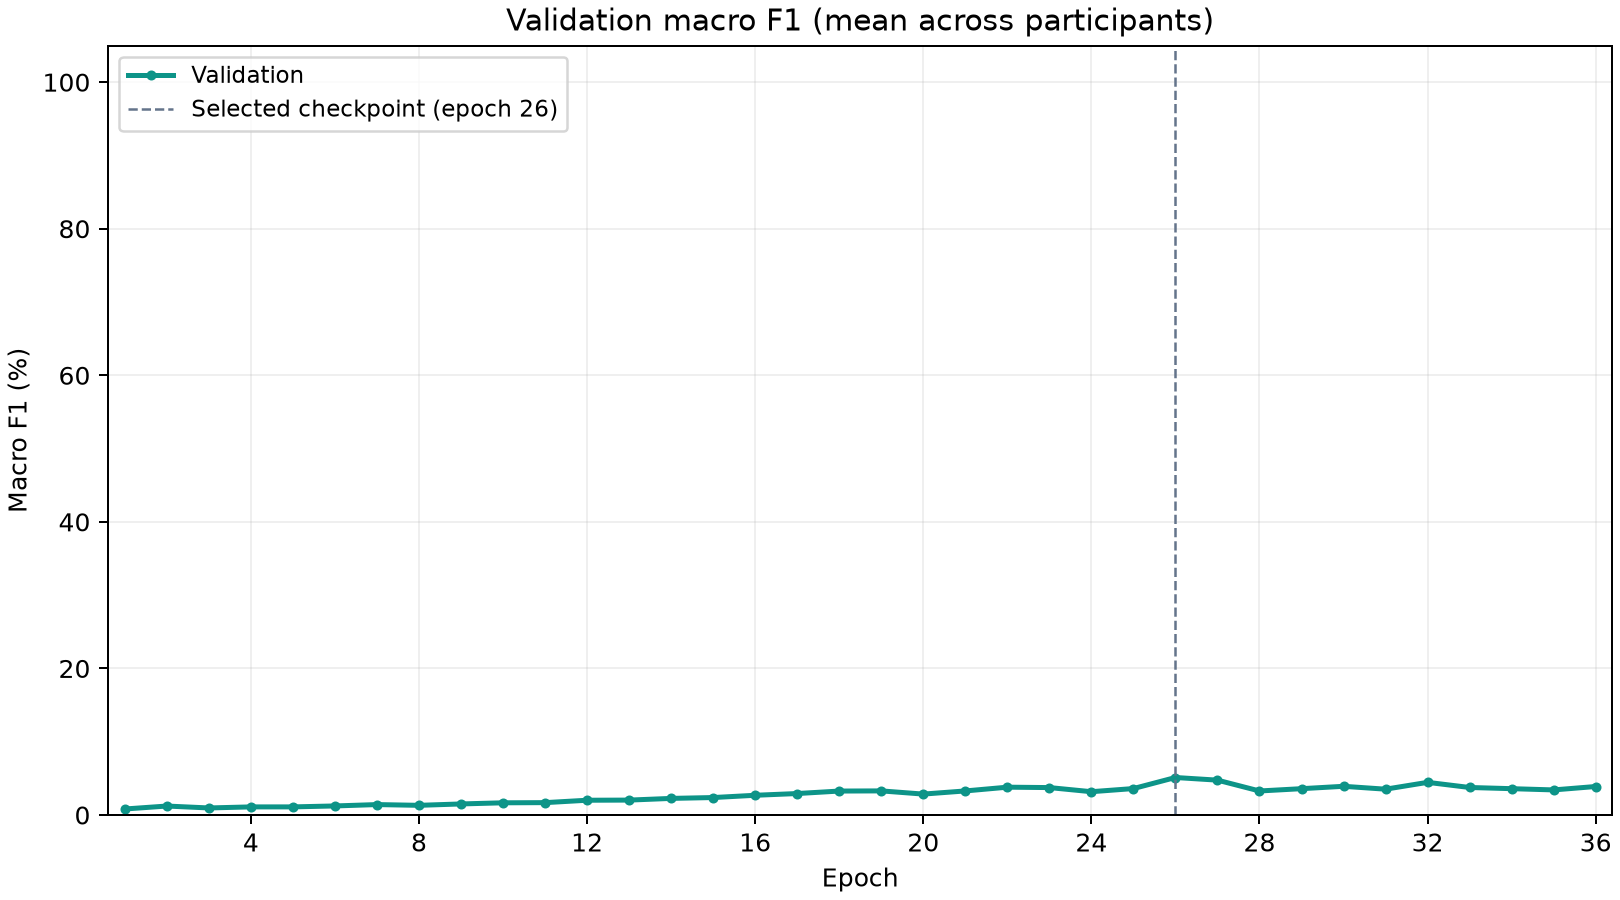 Validation macro F1 (mean across participants)
Validation
Selected checkpoint (epoch 26)
Macro F1 (%)
100
80
60
40
20
0
4 8 12 16 20 24 28 32 36
Epoch